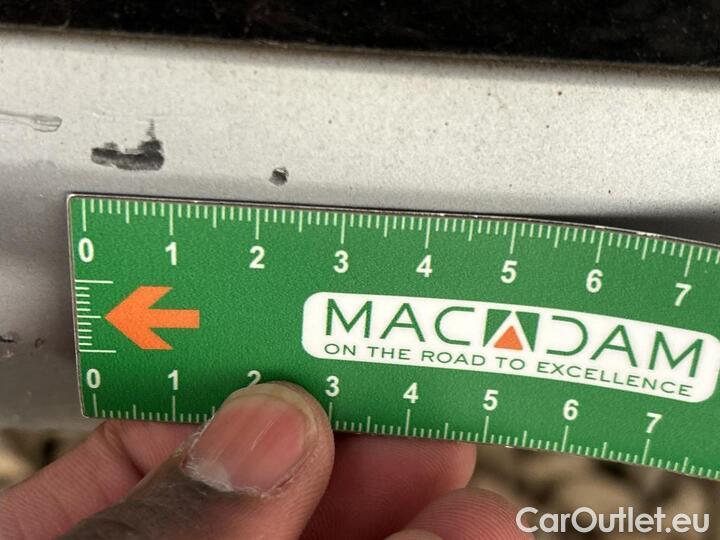 0 1 2 3 4 5 6 7
MACADAM
ON THE ROAD TO EXCELLENCE
0 1 2 3 4 5 6 7
CarOutlet.eu